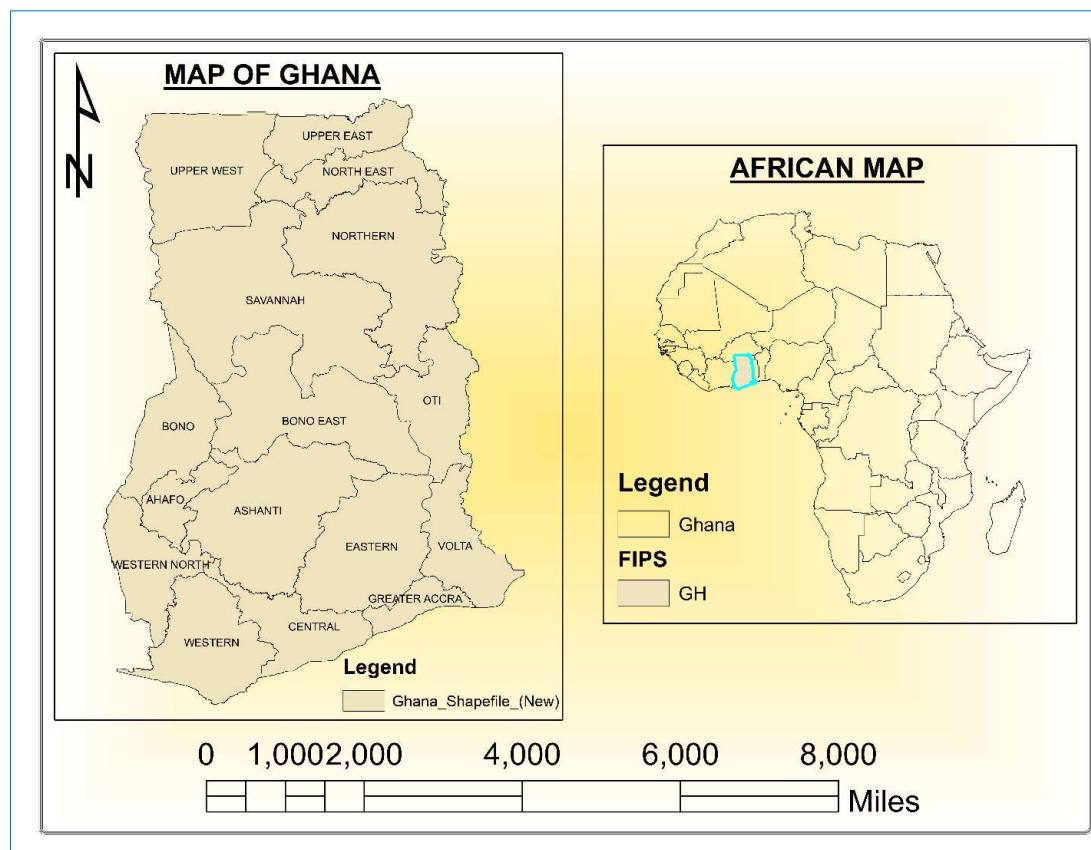 MAP OF GHANA
N
UPPER EAST
UPPER WEST
NORTH EAST
NORTHERN
SAVANNAH
OTI
BONO
BONO EAST
AHAFO
ASHANTI
EASTERN
VOLTA
WESTERN NORTH
GREATER ACCRA
CENTRAL
WESTERN
Legend
Ghana_Shapefile_(New)
AFRICAN MAP
Legend
Ghana
FIPS
GH
0 1,000 2,000 4,000 6,000 8,000
Miles